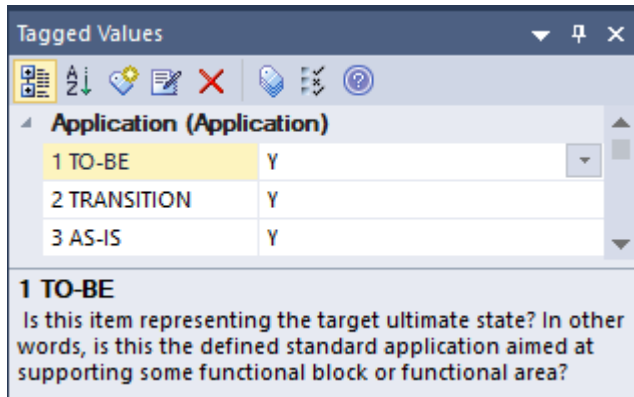 Tagged Values
Application (Application)
1 TO-BE Y
2 TRANSITION Y
3 AS-IS Y
1 TO-BE
Is this item representing the target ultimate state? In other
words, is this the defined standard application aimed at
supporting some functional block or functional area?